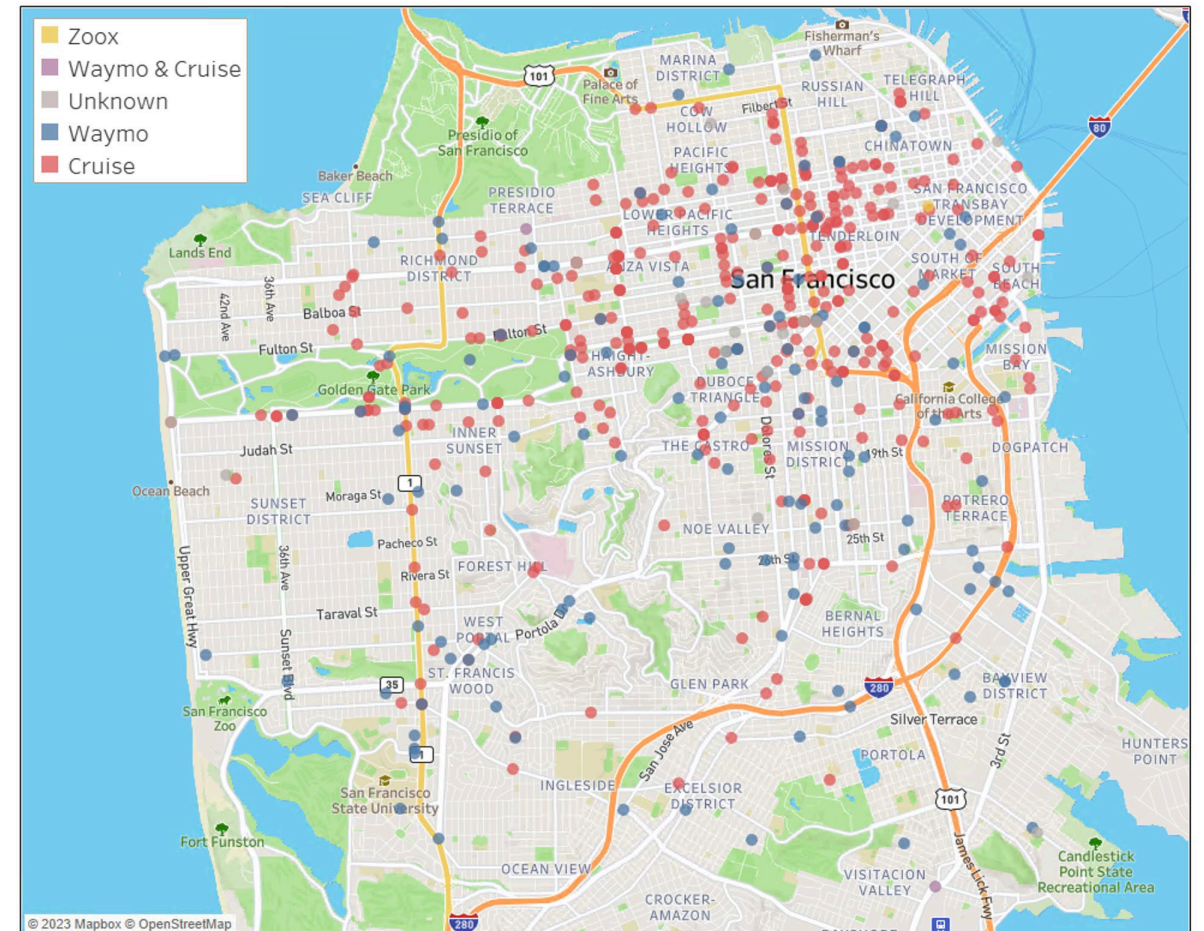 Zoox
Waymo & Cruise
Unknown
Waymo
Cruise
Fisherman's
Wharf
MARINA
DISTRICT
101
Palace of
Fine Arts
RUSSIAN
HILL
TELEGRAPH
HILL
Filbert St
COW
HOLLOW
80
Presidio of
San Francisco
CHINATOWN
PACIFIC
HEIGHTS
Baker Beach
SEA CLIFF
PRESIDIO
TERRACE
SAN FRANCISCO
TRANSBAY
DEVELOPMENT
LOWER PACIFIC
HEIGHTS
TENDERLOIN
Lands End
RICHMOND
DISTRICT
ANZA VISTA
SOUTH OF
MARKET
SOUTH
BEACH
San Francisco
36th Ave
42nd Ave
Balboa St
Fulton St
Fulton St
HAIGHT-
ASHBURY
MISSION
BAY
Golden Gate Park
DUBOCE
TRIANGLE
California College
of the Arts
INNER
SUNSET
Judah St
THE CASTRO
Dolores St
MISSION
DISTRICT
19th St
DOGPATCH
Ocean Beach
1
Moraga St
SUNSET
DISTRICT
POTRERO
TERRACE
NOE VALLEY
25th St
Pacheco St
26th St
Upper Great Hwy
36th Ave
FOREST HILL
Rivera St
Taraval St
WEST
PORTAL
Portola Dr
BERNAL
HEIGHTS
Sunset Blvd
35
ST. FRANCIS
WOOD
GLEN PARK
280
BAYVIEW
DISTRICT
San Francisco
Zoo
Silver Terrace
San Jose Ave
3rd St
1
PORTOLA
HUNTERS
POINT
San Francisco
State University
INGLESIDE
EXCELSIOR
DISTRICT
101
Fort Funston
James Lick Fwy
Candlestick
Point State
Recreational Area
OCEAN VIEW
VISITACION
VALLEY
CROCKER-
AMAZON
280
© 2023 Mapbox © OpenStreetMap